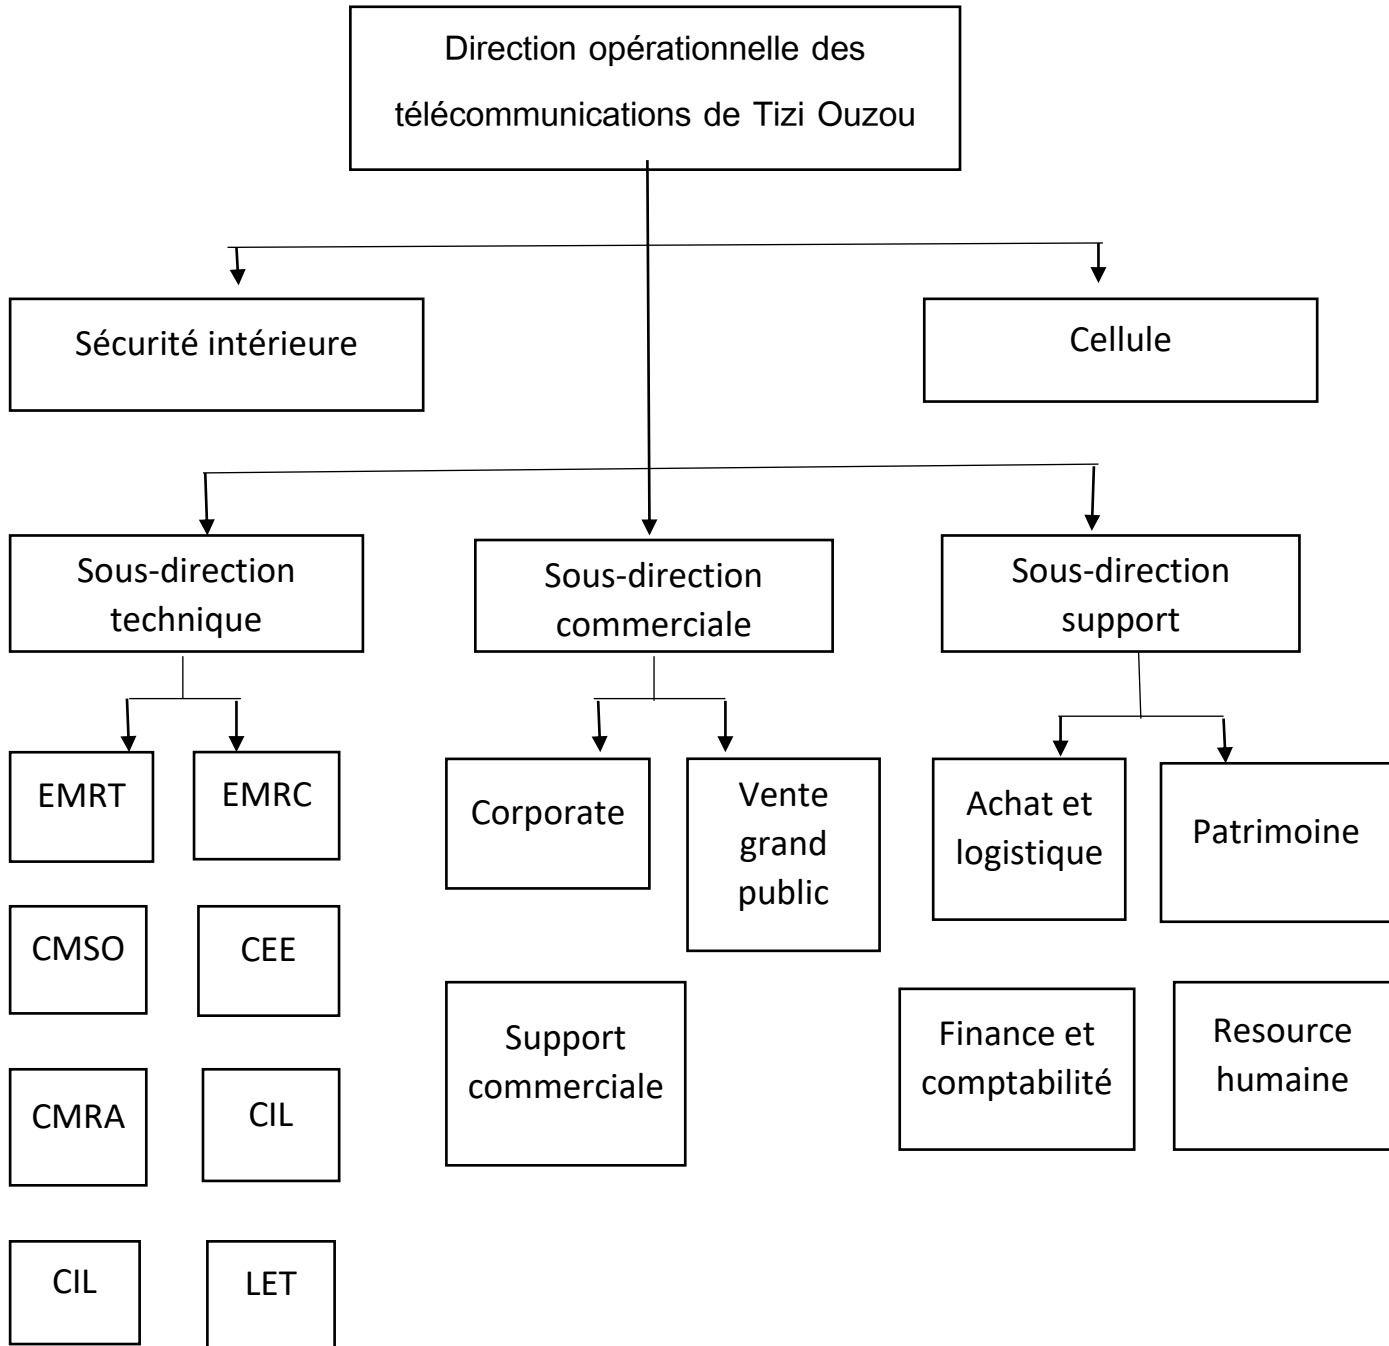 Direction opérationnelle des
télécommunications de Tizi Ouzou
Sécurité intérieure
Cellule
Sous-direction
technique
Sous-direction
commerciale
Sous-direction
support
EMRT
EMRC
Corporate
Vente
grand
public
Achat et
logistique
Patrimoine
CMSO
CEE
Support
commerciale
Finance et
comptabilité
Resource
humaine
CMRA
CIL
CIL
LET